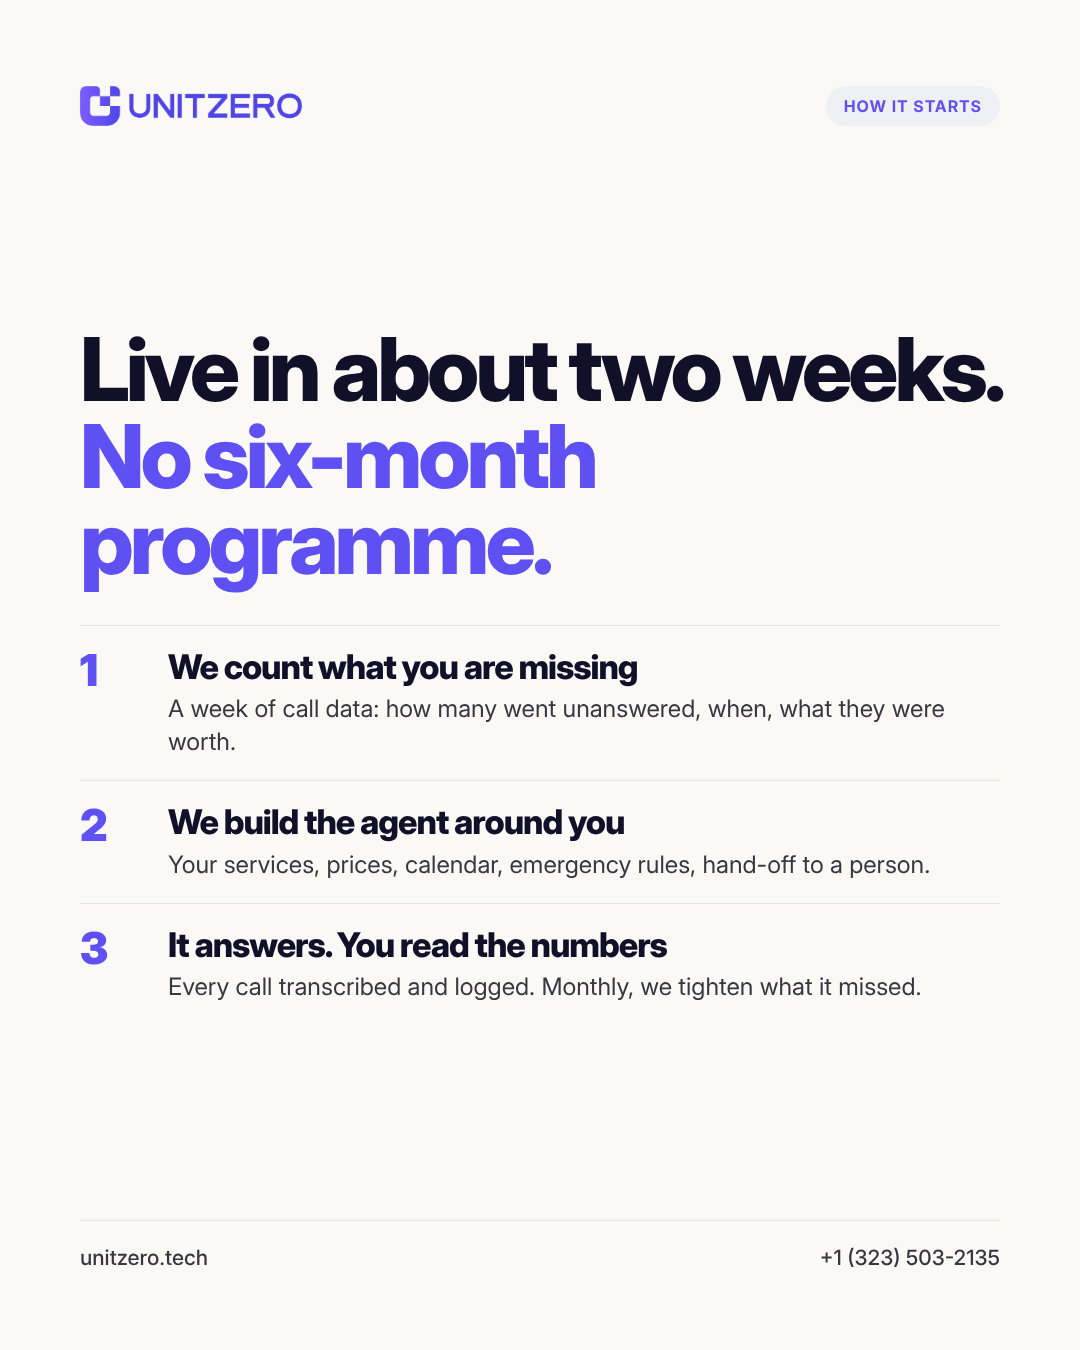 UNITZERO
HOW IT STARTS
Live in about two weeks.
No six-month
programme.
1
We count what you are missing
A week of call data: how many went unanswered, when, what they were
worth.
2
We build the agent around you
Your services, prices, calendar, emergency rules, hand-off to a person.
3
It answers. You read the numbers
Every call transcribed and logged. Monthly, we tighten what it missed.
unitzero.tech
+1 (323) 503-2135